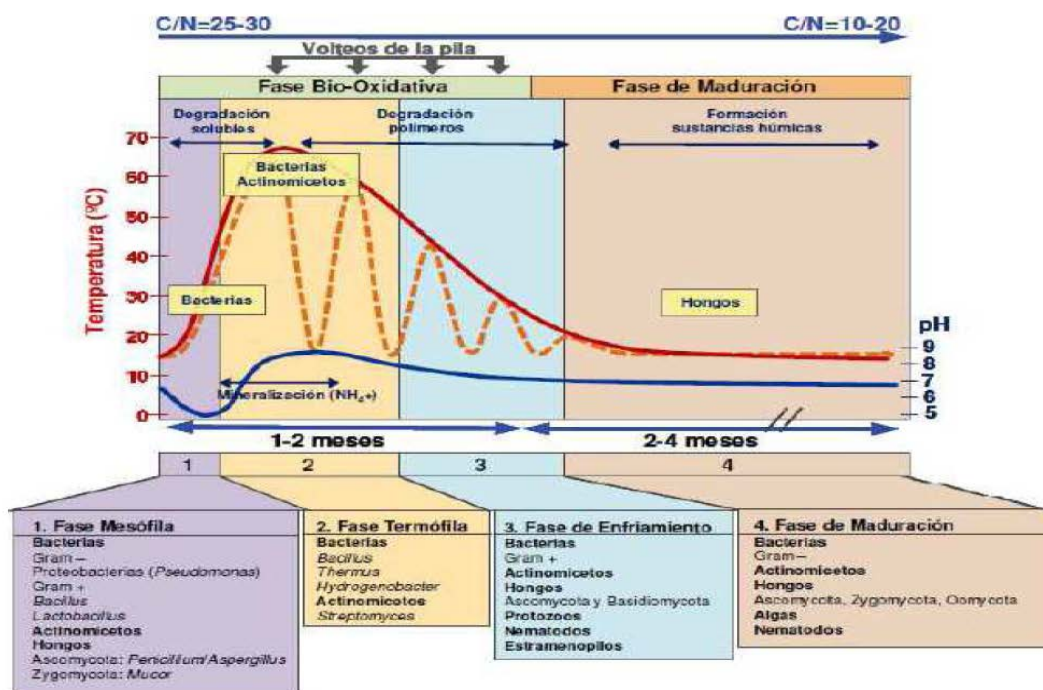 C/N=25-30
C/N=10-20
Volteos de la pila
Fase Bio-Oxidativa
Fase de Maduración
Degradación
solubles
Degradación
polímeros
Formación
sustancias húmicas
Temperatura (ºC)
70
60
50
40
30
20
10
0
Bacterias
Actinomicetos
Bacterias
Hongos
Mineralización (NH₄+)
pH
9
8
7
6
5
1-2 meses
2-4 meses
1
2
3
4
1. Fase Mesófila
Bacterias
Gram –
Proteobacterias (Pseudomonas)
Gram +
Bacillus
Lactobacillus
Actinomicetos
Hongos
Ascomycota: Penicillium/Aspergillus
Zygomycota: Mucor
2. Fase Termófila
Bacterias
Bacillus
Thermus
Hydrogenobacter
Actinomicetos
Streptomyces
3. Fase de Enfriamiento
Bacterias
Gram +
Actinomicetos
Hongos
Ascomycota y Basidiomycota
Protozoos
Nematodos
Estramenopilos
4. Fase de Maduración
Bacterias
Gram–
Actinomicetos
Hongos
Ascomycota, Zygomycota, Oomycota
Algas
Nematodos